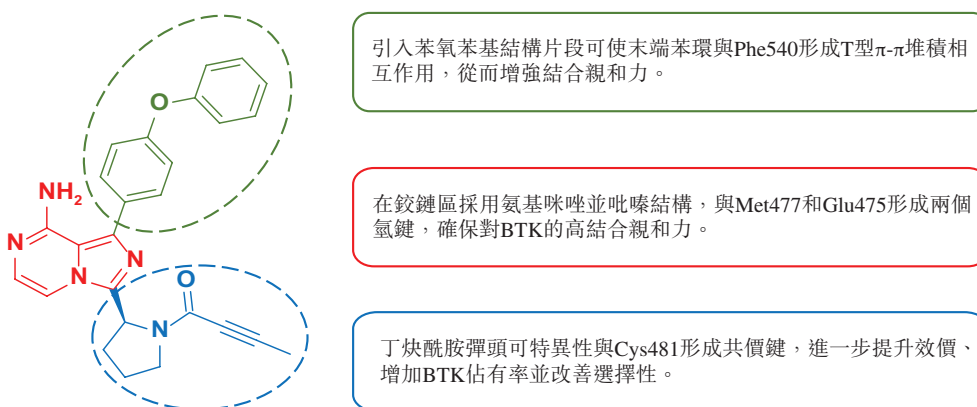 引入苯氧苯基結構片段可使末端苯環與Phe540形成T型π-π堆積相
互作用，從而增強結合親和力。
O
NH2
N
N
N
在鉸鏈區採用氨基咪唑並吡嗪結構，與Met477和Glu475形成兩個
氫鍵，確保對BTK的高結合親和力。
O
N
丁炔酰胺彈頭可特異性與Cys481形成共價鍵，進一步提升效價、
增加BTK佔有率並改善選擇性。